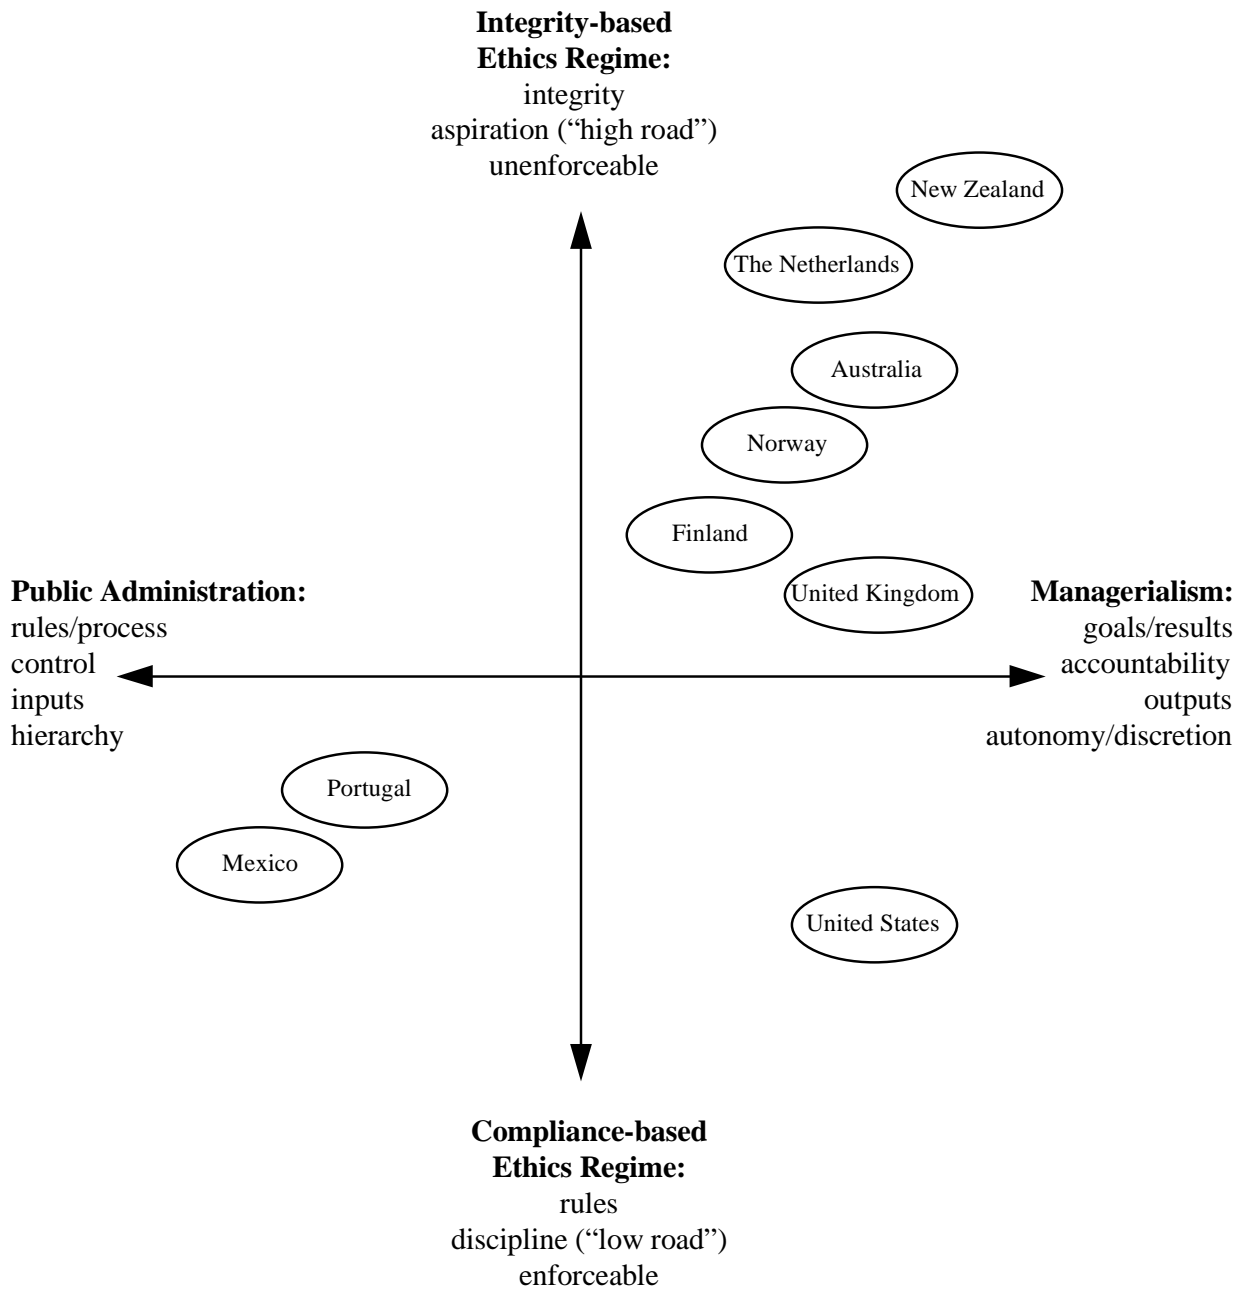 Integrity-based
Ethics Regime:
integrity
aspiration (“high road”)
unenforceable
New Zealand
The Netherlands
Australia
Norway
Finland
United Kingdom
Public Administration:
rules/process
control
inputs
hierarchy
Managerialism:
goals/results
accountability
outputs
autonomy/discretion
Portugal
Mexico
United States
Compliance-based
Ethics Regime:
rules
discipline (“low road”)
enforceable